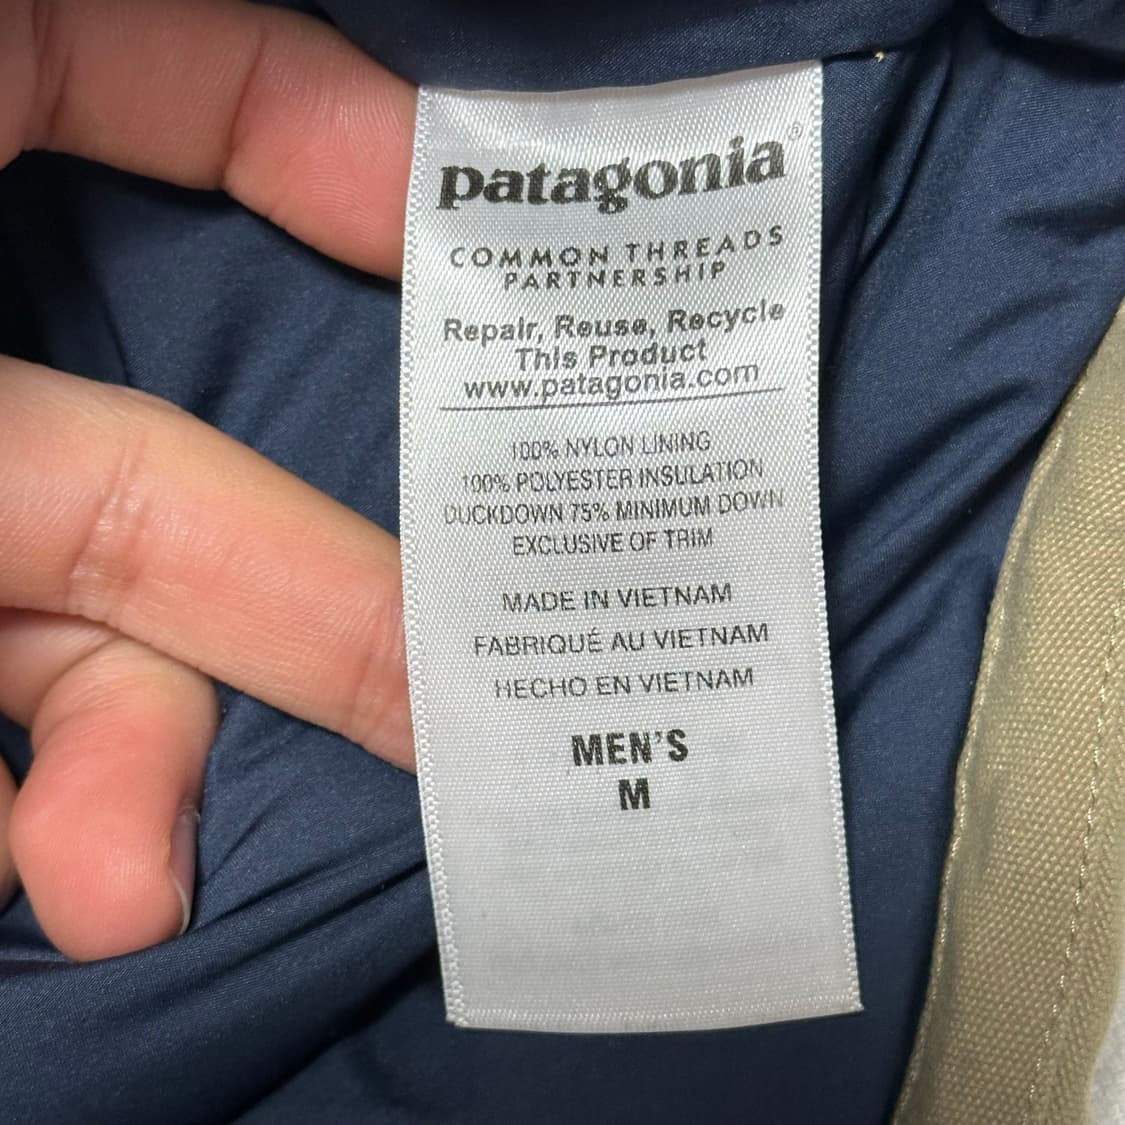 patagonia®
COMMON THREADS
PARTNERSHIP
Repair, Reuse, Recycle
This Product
www.patagonia.com
100% NYLON LINING
100% POLYESTER INSULATION
DUCKDOWN 75% MINIMUM DOWN
EXCLUSIVE OF TRIM
MADE IN VIETNAM
FABRIQUÉ AU VIETNAM
HECHO EN VIETNAM
MEN'S
M